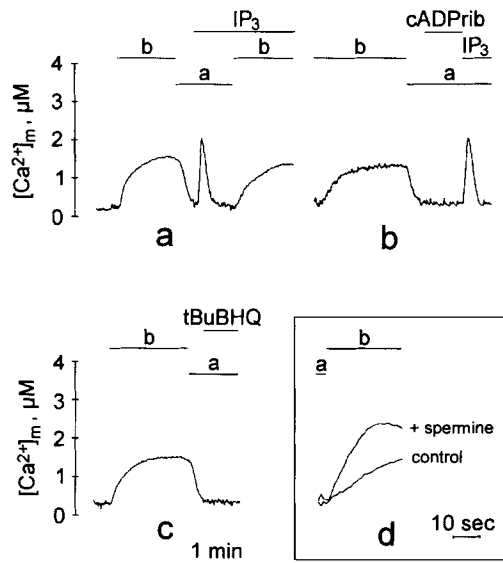 IP3 cADPrib
b b b IP3
a a
[Ca2+]m, µM
4
3
2
1
0
a b
tBuBHQ
b b
a a
[Ca2+]m, µM
4
3
2
1
0
+ spermine
control
c d
1 min 10 sec